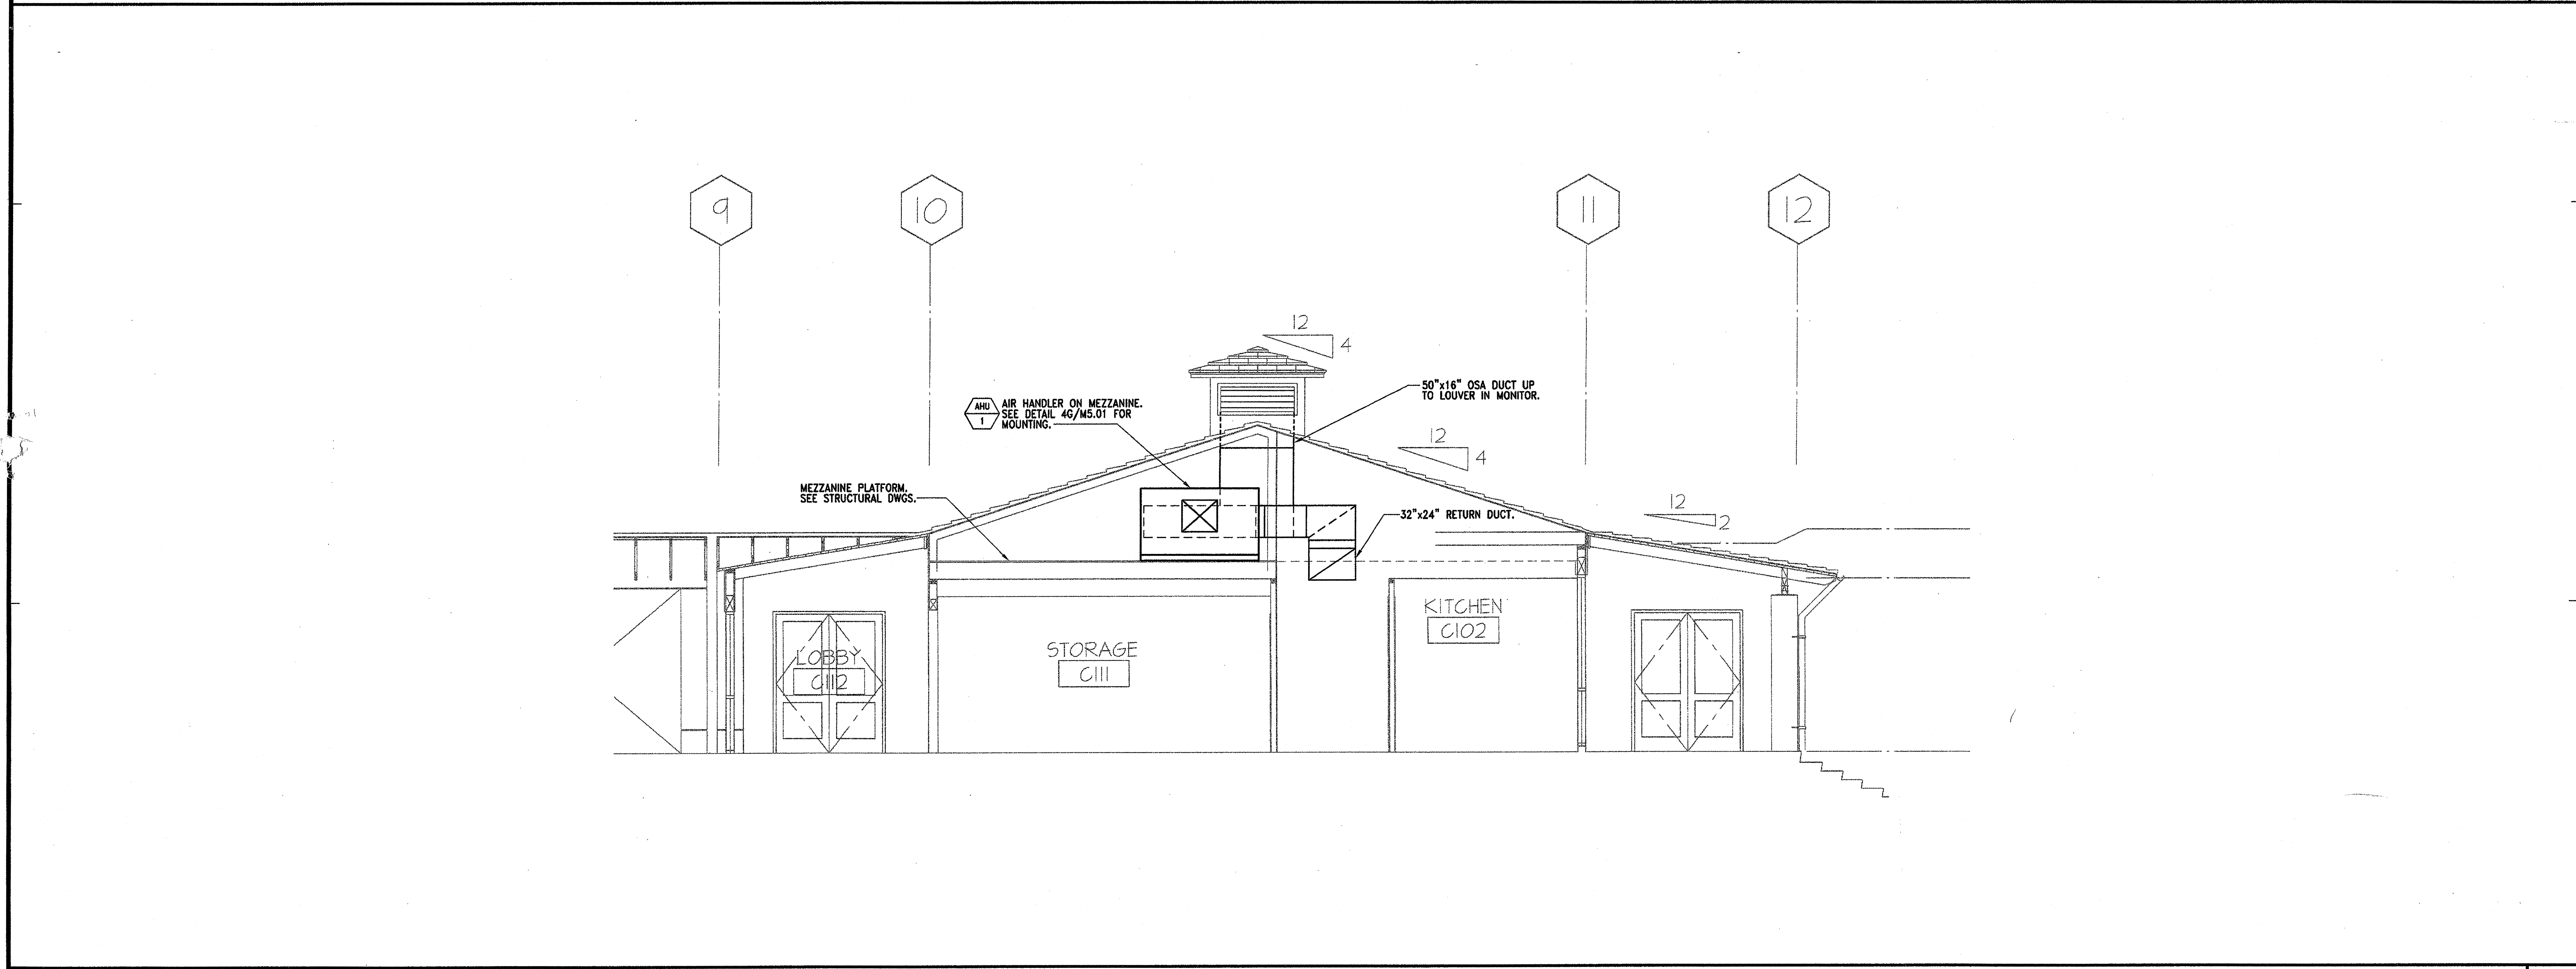 9
10
11
12
12
4
50"x16" OSA DUCT UP
TO LOUVER IN MONITOR.
AHU
1
AIR HANDLER ON MEZZANINE.
SEE DETAIL 4G/M5.01 FOR
MOUNTING.
12
4
MEZZANINE PLATFORM.
SEE STRUCTURAL DWGS.
12
2
32"x24" RETURN DUCT.
KITCHEN
C102
STORAGE
C111
LOBBY
C112